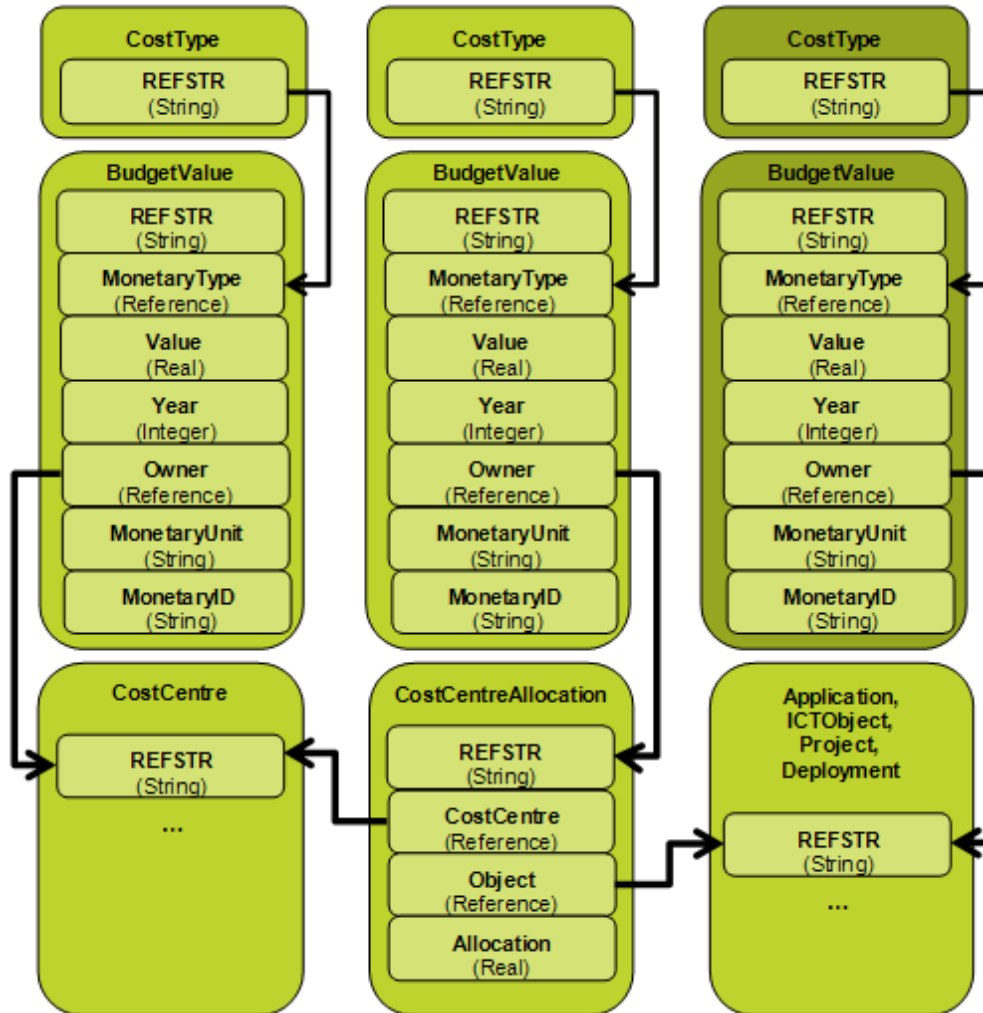 CostType
REFSTR
(String)
BudgetValue
REFSTR
(String)
MonetaryType
(Reference)
Value
(Real)
Year
(Integer)
Owner
(Reference)
MonetaryUnit
(String)
MonetaryID
(String)
CostCentre
REFSTR
(String)
...
CostType
REFSTR
(String)
BudgetValue
REFSTR
(String)
MonetaryType
(Reference)
Value
(Real)
Year
(Integer)
Owner
(Reference)
MonetaryUnit
(String)
MonetaryID
(String)
CostCentreAllocation
REFSTR
(String)
CostCentre
(Reference)
Object
(Reference)
Allocation
(Real)
CostType
REFSTR
(String)
BudgetValue
REFSTR
(String)
MonetaryType
(Reference)
Value
(Real)
Year
(Integer)
Owner
(Reference)
MonetaryUnit
(String)
MonetaryID
(String)
Application,
ICTObject,
Project,
Deployment
REFSTR
(String)
...